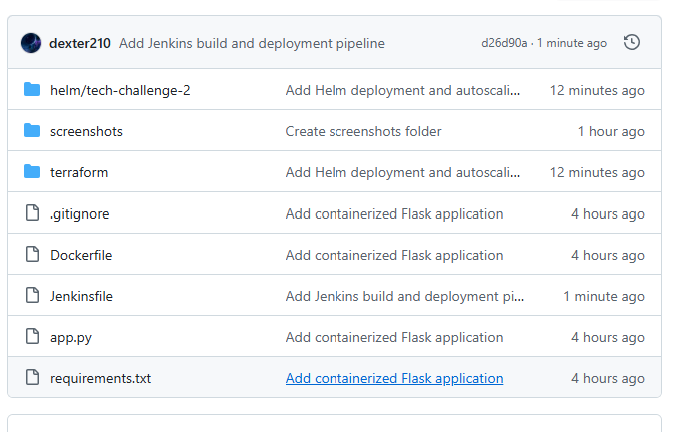 dexter210 Add Jenkins build and deployment pipeline d26d90a · 1 minute ago
helm/tech-challenge-2 Add Helm deployment and autoscali... 12 minutes ago
screenshots Create screenshots folder 1 hour ago
terraform Add Helm deployment and autoscali... 12 minutes ago
.gitignore Add containerized Flask application 4 hours ago
Dockerfile Add containerized Flask application 4 hours ago
Jenkinsfile Add Jenkins build and deployment pi... 1 minute ago
app.py Add containerized Flask application 4 hours ago
requirements.txt Add containerized Flask application 4 hours ago